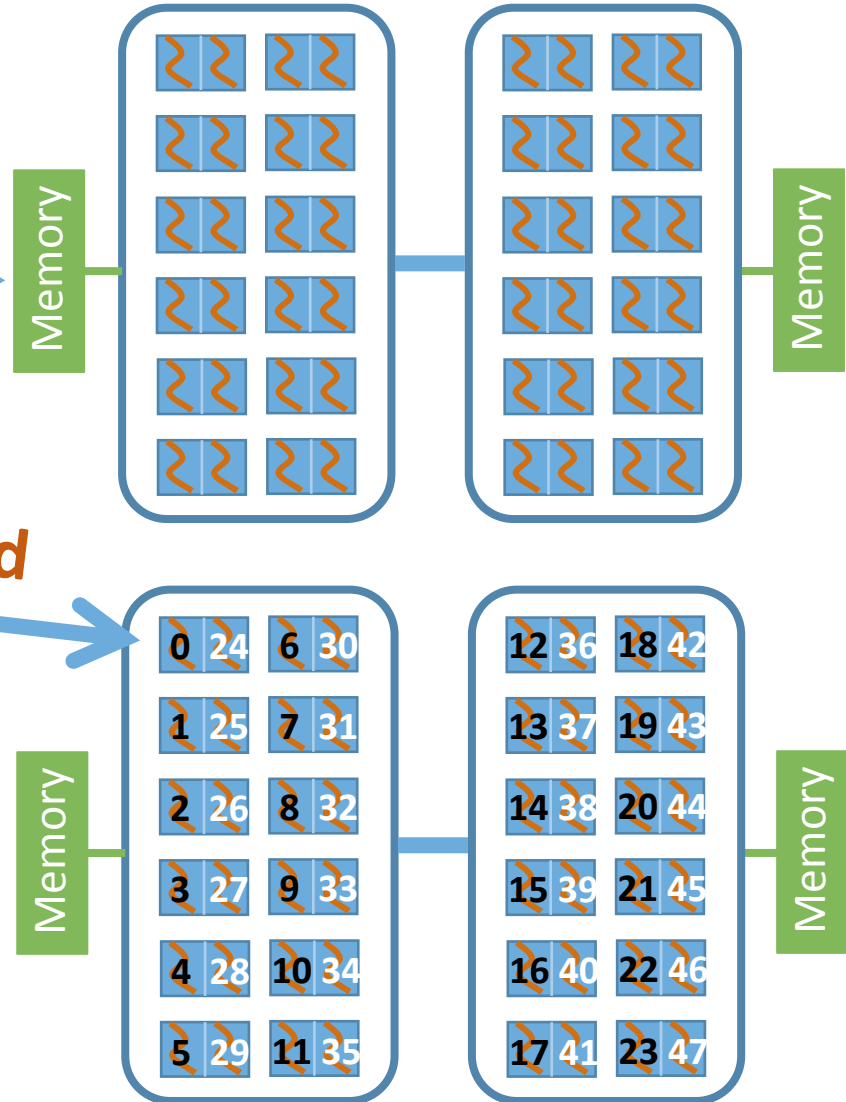 Memory
Memory
d
0 24 6 30 12 36 18 42
1 25 7 31 13 37 19 43
2 26 8 32 14 38 20 44
3 27 9 33 15 39 21 45
4 28 10 34 16 40 22 46
5 29 11 35 17 41 23 47
Memory
Memory